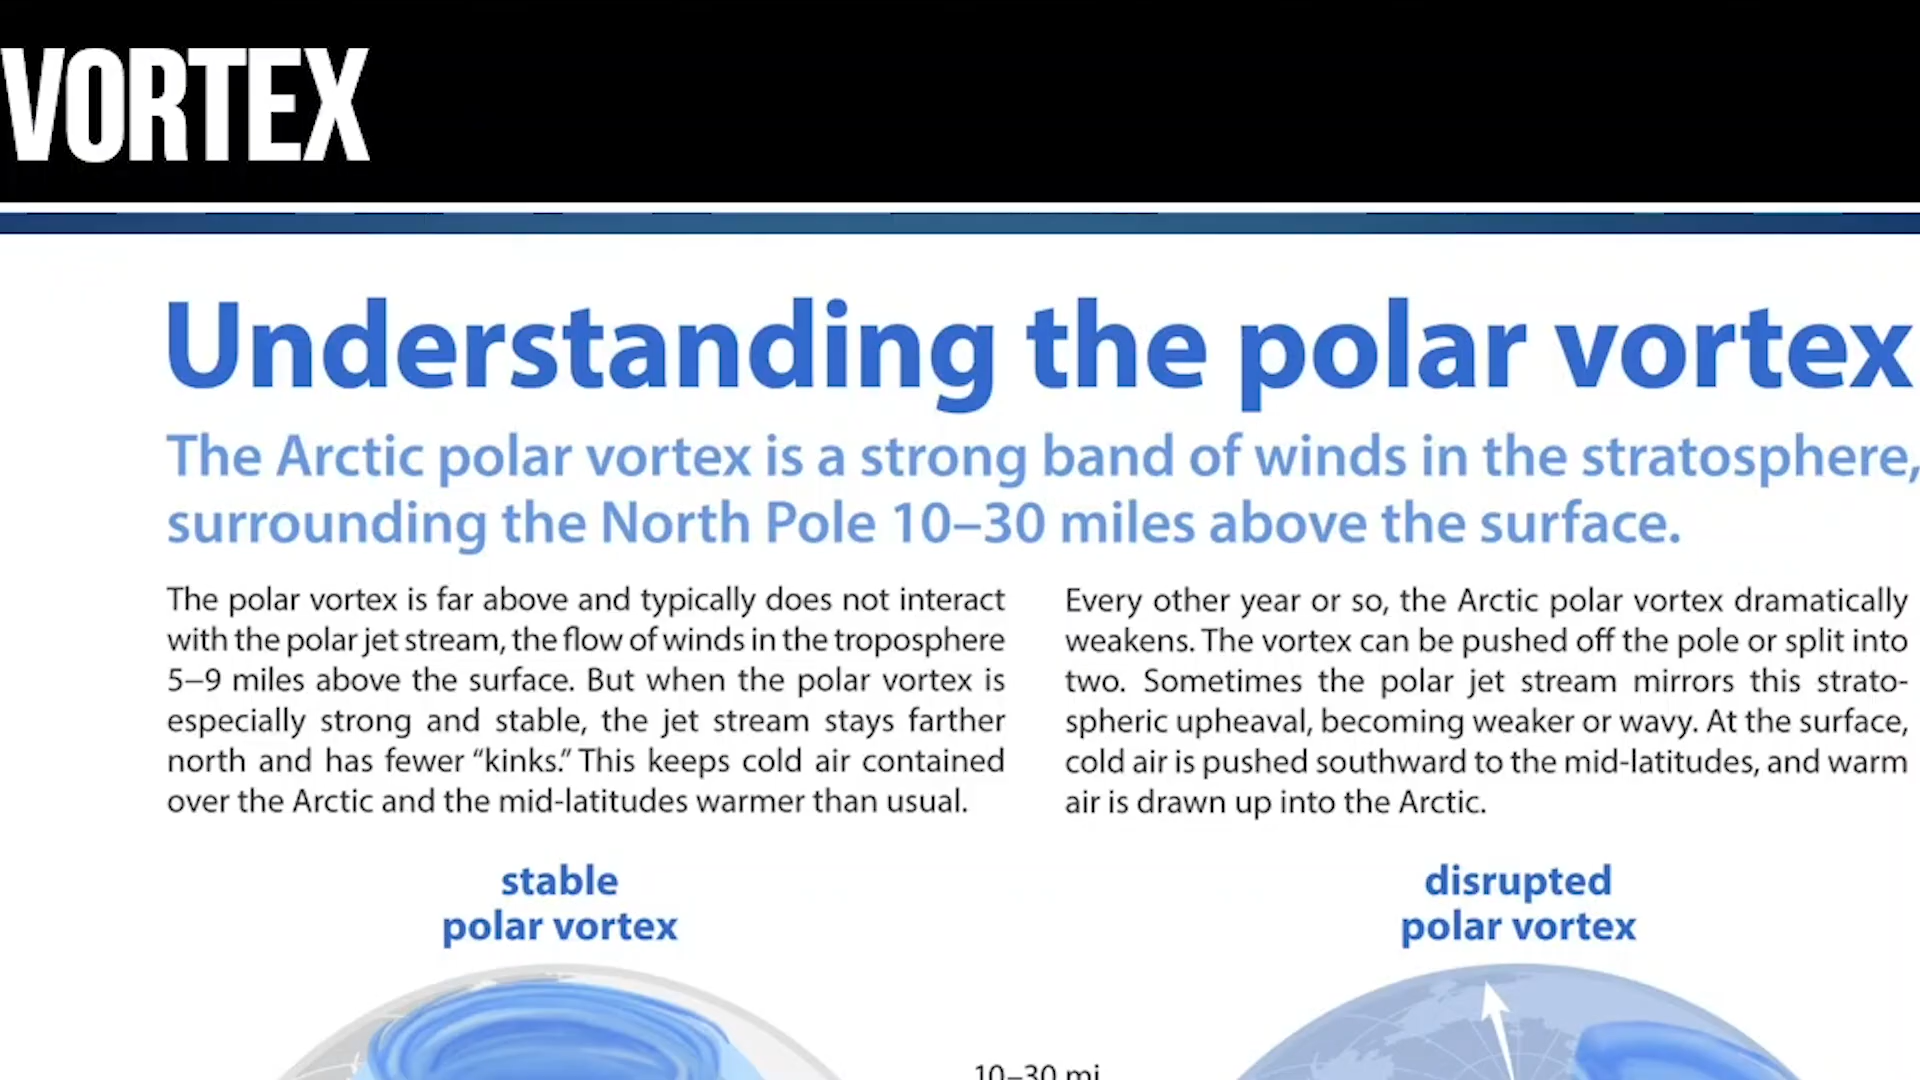 VORTEX
Understanding the polar vortex
The Arctic polar vortex is a strong band of winds in the stratosphere,
surrounding the North Pole 10–30 miles above the surface.
The polar vortex is far above and typically does not interact
with the polar jet stream, the flow of winds in the troposphere
5–9 miles above the surface. But when the polar vortex is
especially strong and stable, the jet stream stays farther
north and has fewer “kinks.” This keeps cold air contained
over the Arctic and the mid-latitudes warmer than usual.
Every other year or so, the Arctic polar vortex dramatically
weakens. The vortex can be pushed off the pole or split into
two. Sometimes the polar jet stream mirrors this strato-
spheric upheaval, becoming weaker or wavy. At the surface,
cold air is pushed southward to the mid-latitudes, and warm
air is drawn up into the Arctic.
stable
polar vortex
disrupted
polar vortex
10–30 mi